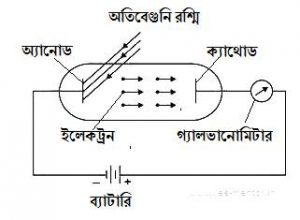 অতিবেগুনি রশ্মি
অ্যানোড
ক্যাথোড
ইলেকট্রন
গ্যালভানোমিটার
− +
ব্যাটারি